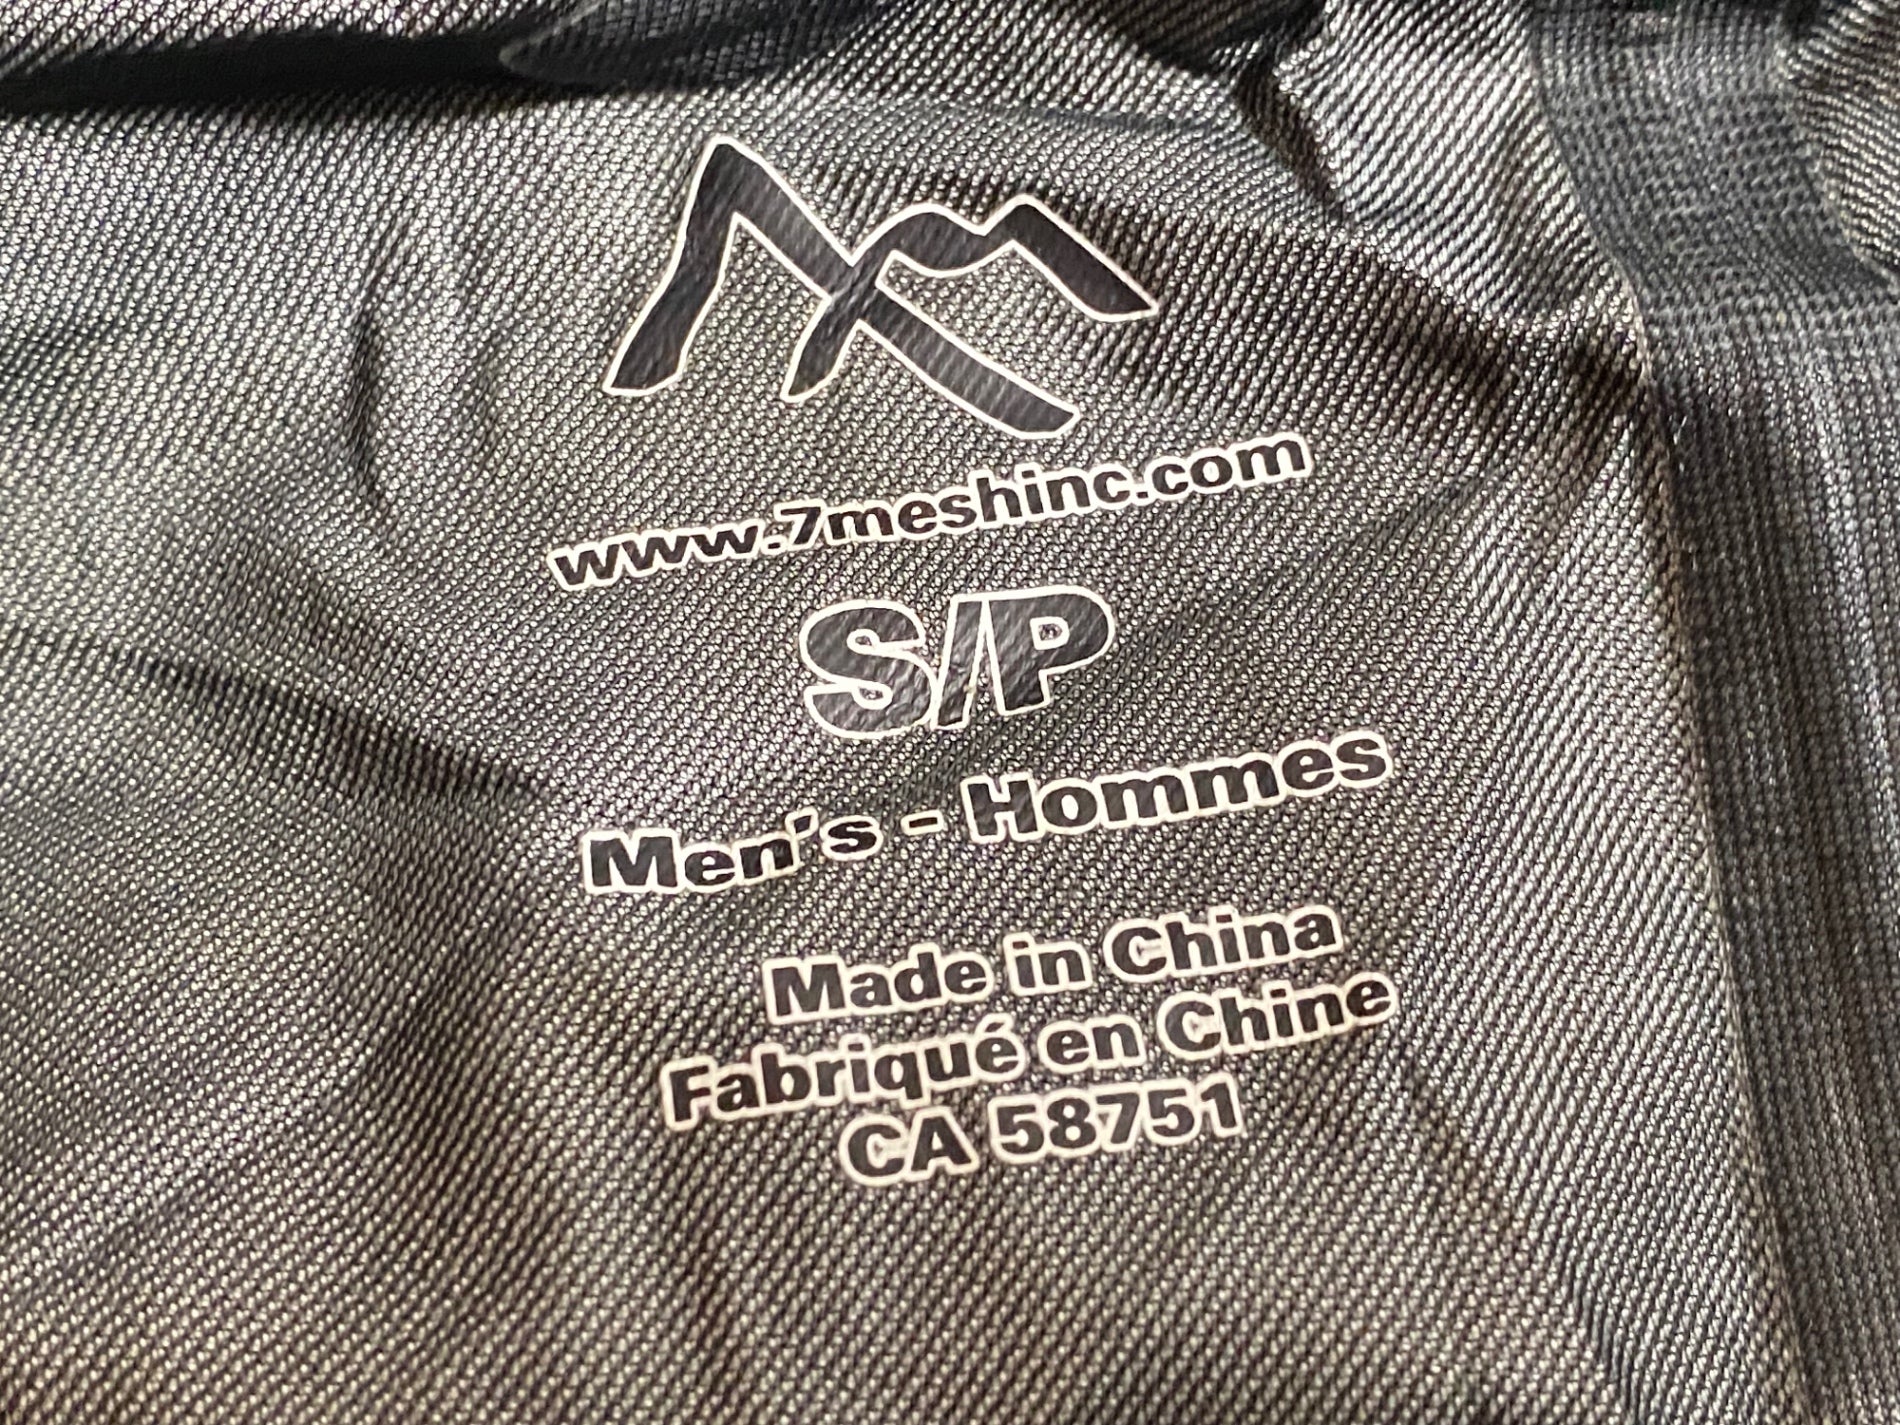 www.7meshinc.com
S/P
Men's - Hommes
Made in China
Fabriqué en Chine
CA 58751